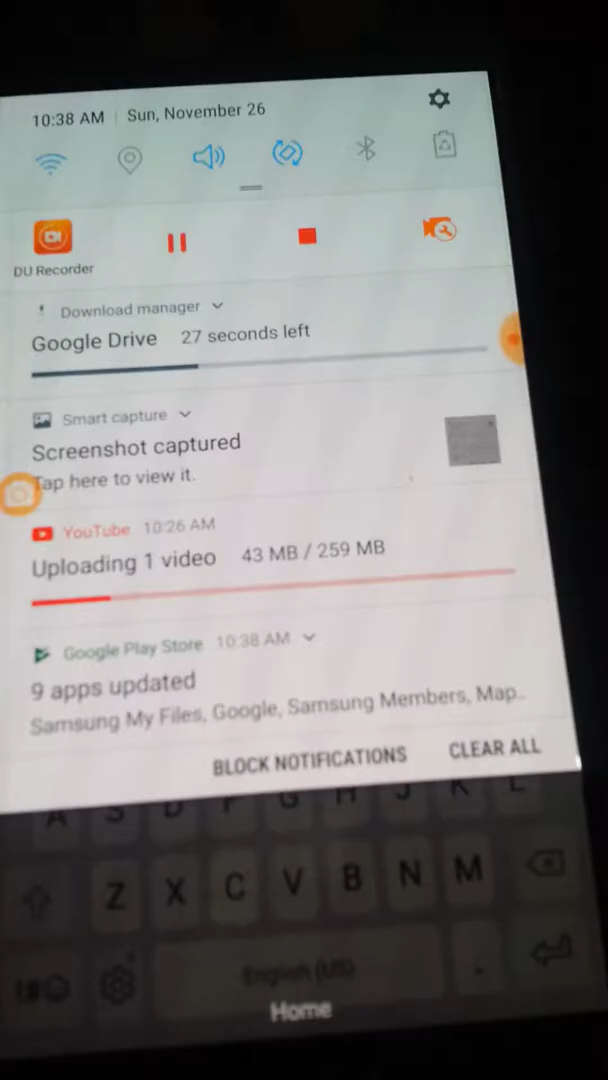 10:38 AM | Sun, November 26
DU Recorder
Download manager
Google Drive 27 seconds left
Smart capture
Screenshot captured
Tap here to view it.
YouTube 10:26 AM
Uploading 1 video 43 MB / 259 MB
Google Play Store 10:38 AM
9 apps updated
Samsung My Files, Google, Samsung Members, Map..
BLOCK NOTIFICATIONS CLEAR ALL
A S D F G H J K L
Z X C V B N M
!#☺ English (US) .
Home